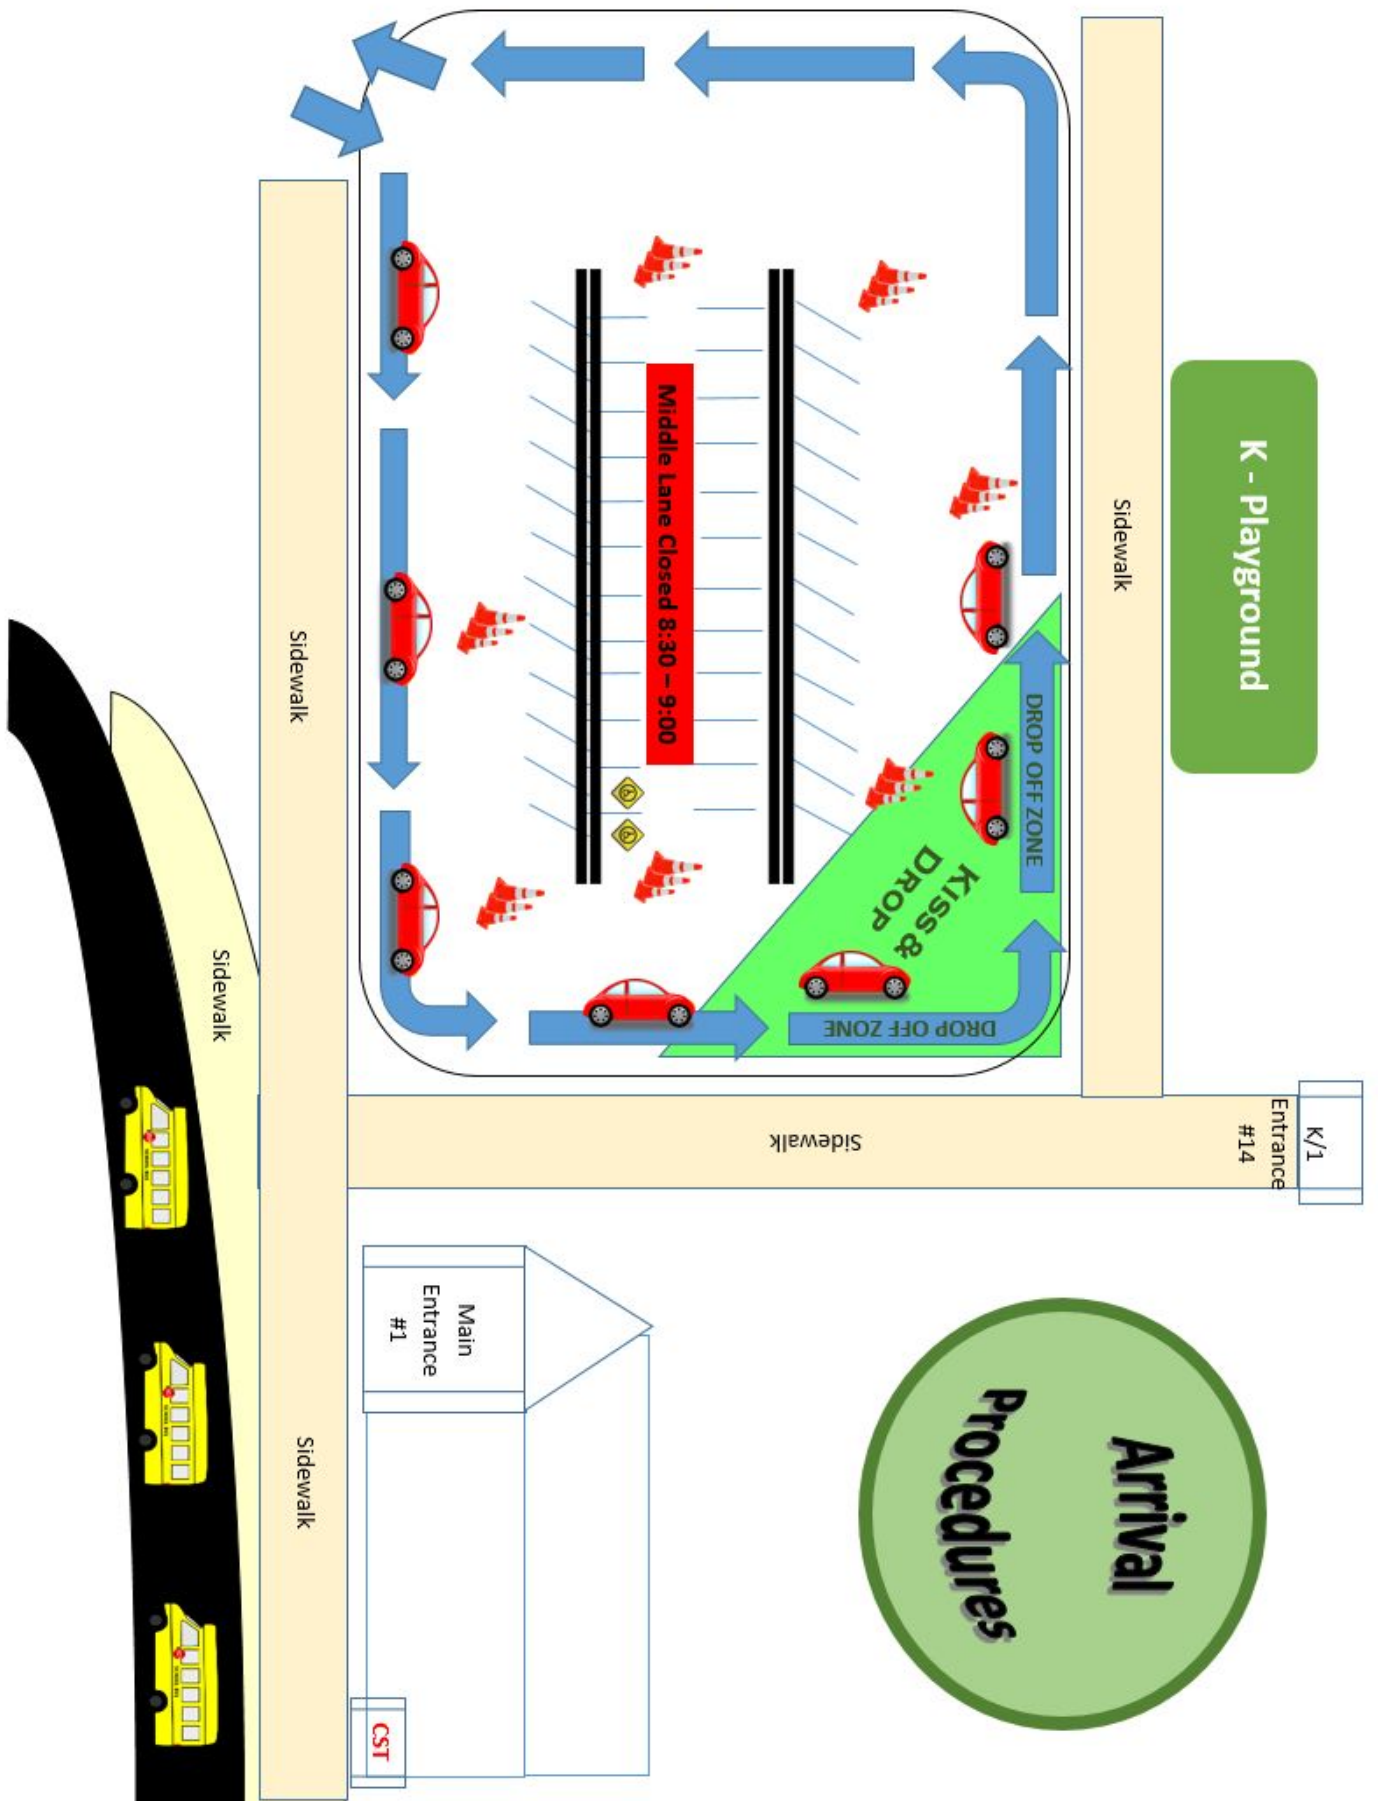 K - Playground
Sidewalk
K/1
Entrance
#14
Arrival
Procedures
DROP OFF ZONE
KISS &
DROP
DROP OFF ZONE
Sidewalk
Middle Lane Closed 8:30 – 9:00
Main
Entrance
#1
CST
Sidewalk
Sidewalk
Sidewalk